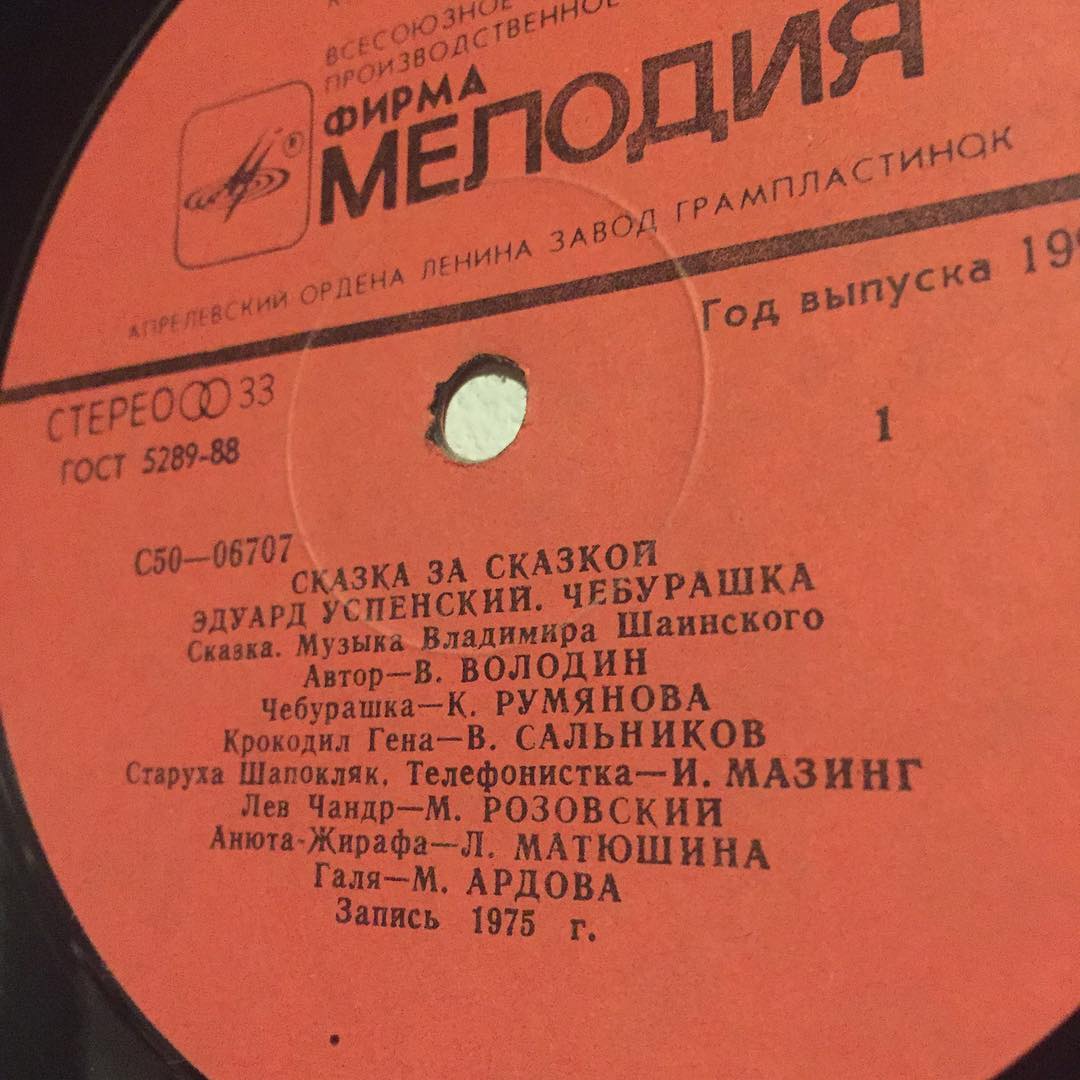 ВСЕСОЮЗНОЕ
ПРОИЗВОДСТВЕННОЕ
ФИРМА
МЕЛОДИЯ
АПРЕЛЕВСКИЙ ОРДЕНА ЛЕНИНА ЗАВОД ГРАМПЛАСТИНОК
Год выпуска
СТЕРЕО 33
ГОСТ 5289-88
1
С50—06707
СКАЗКА ЗА СКАЗКОЙ
ЭДУАРД УСПЕНСКИЙ. ЧЕБУРАШКА
Сказка. Музыка Владимира Шаинского
Автор—В. ВОЛОДИН
Чебурашка—К. РУМЯНОВА
Крокодил Гена—В. САЛЬНИКОВ
Старуха Шапокляк, Телефонистка—И. МАЗИНГ
Лев Чандр—М. РОЗОВСКИЙ
Анюта-Жирафа—Л. МАТЮШИНА
Галя—М. АРДОВА
Запись 1975 г.